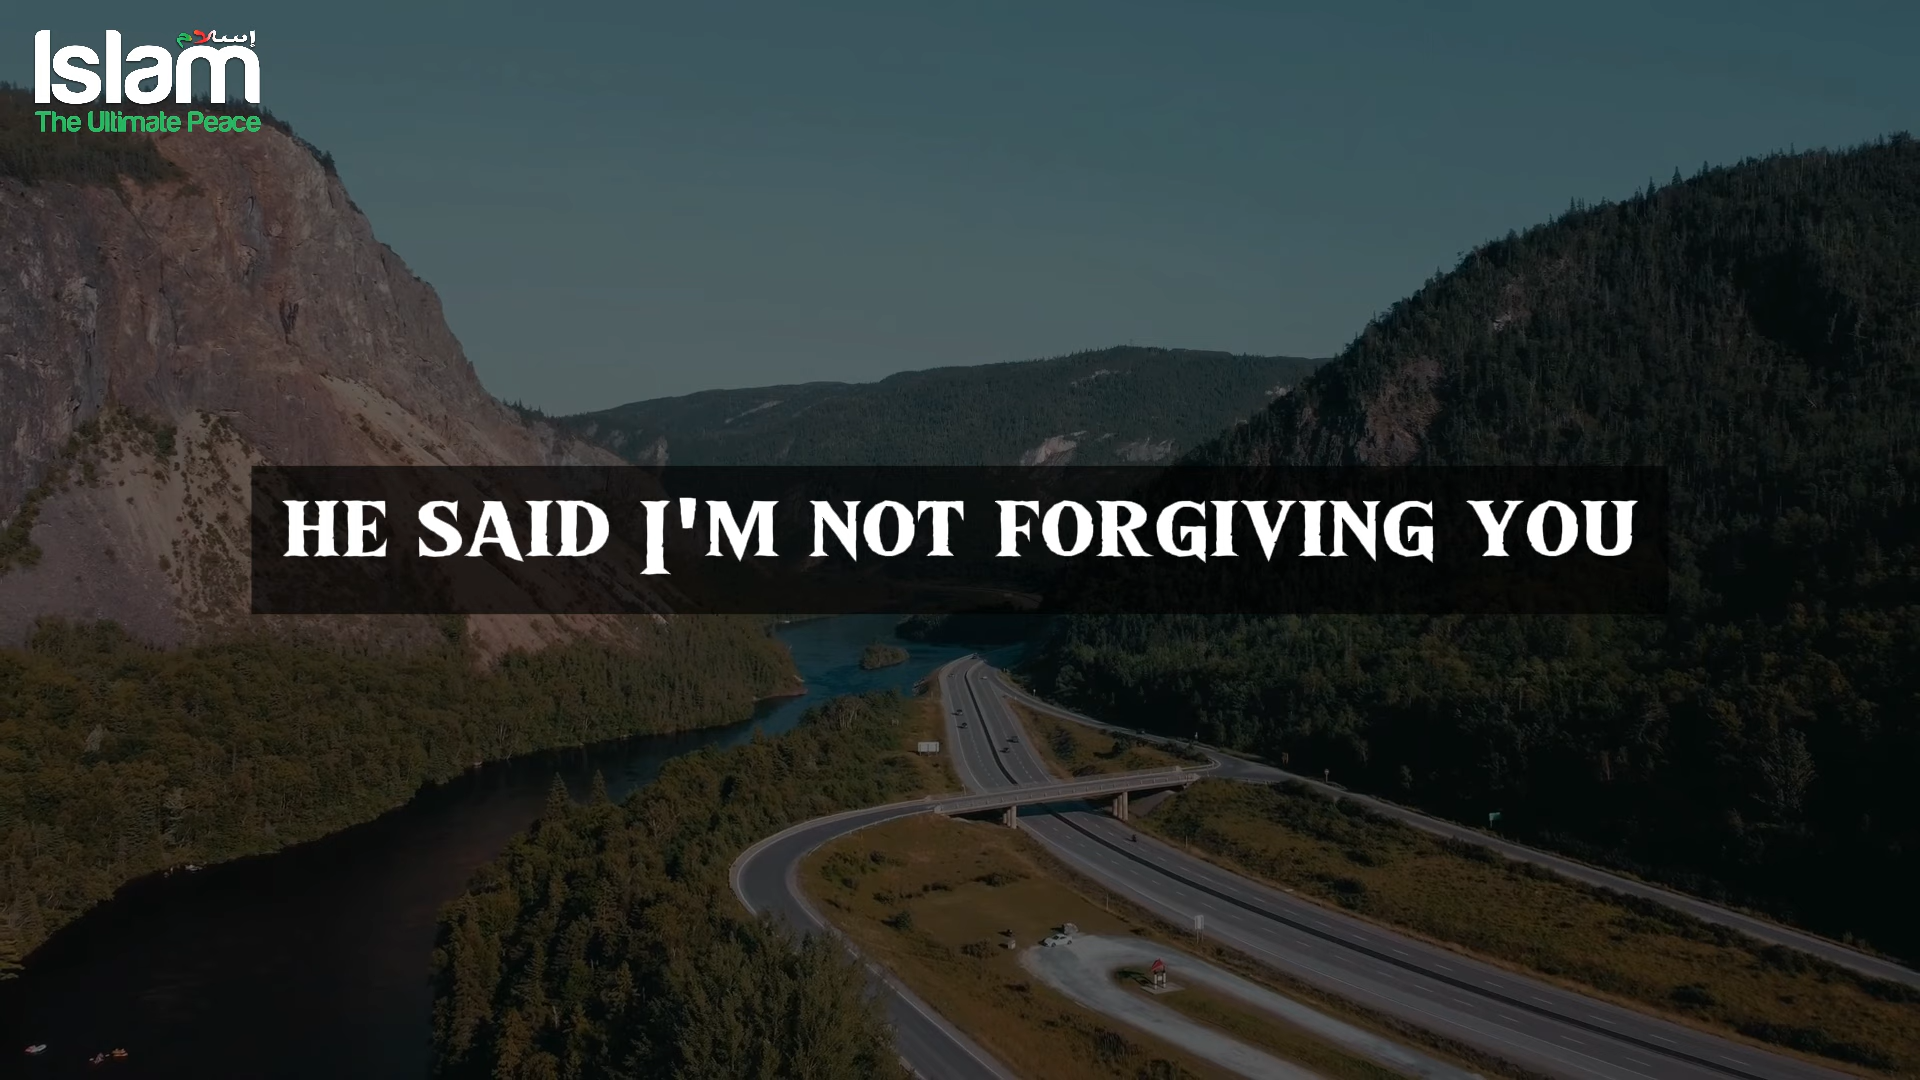 إسلام
Islam
The Ultimate Peace
HE SAID I'M NOT FORGIVING YOU